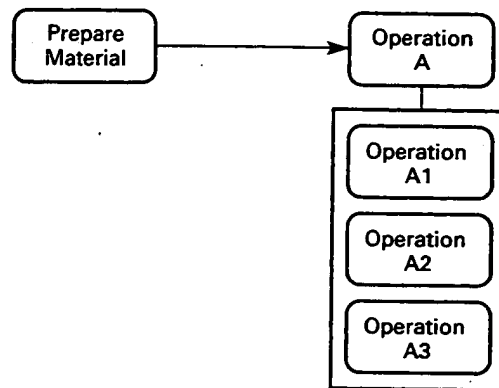 Prepare
Material
Operation
A
Operation
A1
Operation
A2
Operation
A3